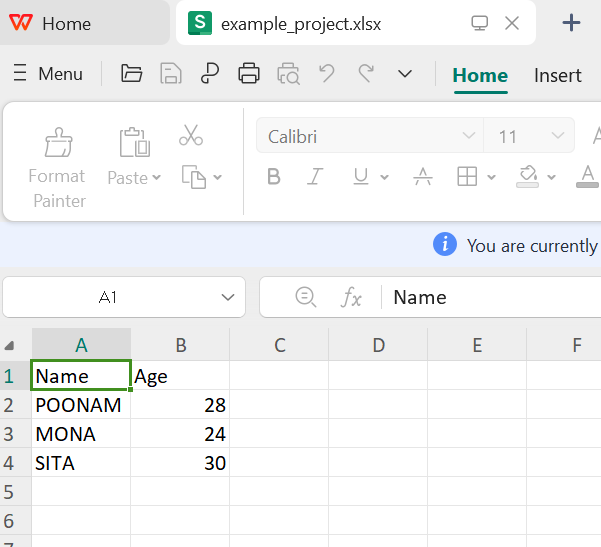 Home
example_project.xlsx
Menu
Home
Insert
Format Painter
Paste
Calibri
11
B I U A A
You are currently
A1
fx
Name
A B C D E F
1 Name Age
2 POONAM 28
3 MONA 24
4 SITA 30
5
6
7